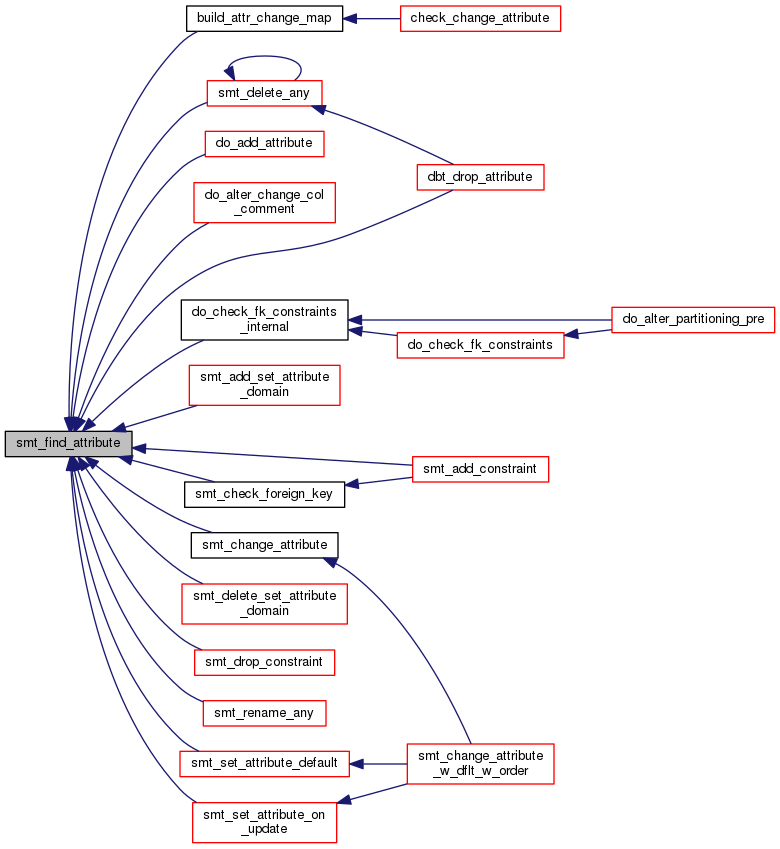 build_attr_change_map
check_change_attribute
smt_delete_any
do_add_attribute
dbt_drop_attribute
do_alter_change_col
_comment
do_check_fk_constraints
_internal
do_alter_partitioning_pre
do_check_fk_constraints
smt_add_set_attribute
_domain
smt_find_attribute
smt_add_constraint
smt_check_foreign_key
smt_change_attribute
smt_delete_set_attribute
_domain
smt_drop_constraint
smt_rename_any
smt_set_attribute_default
smt_change_attribute
_w_dflt_w_order
smt_set_attribute_on
_update